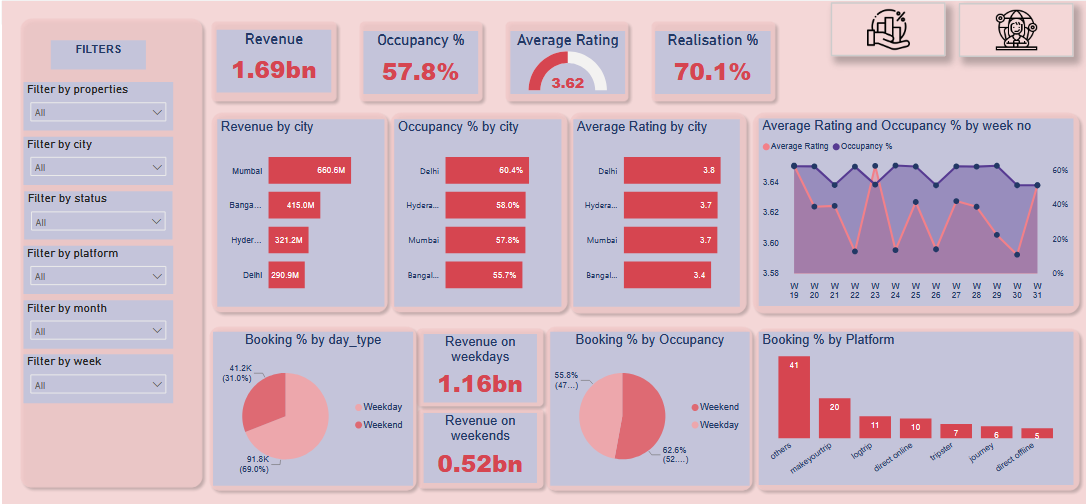 FILTERS
Filter by properties
All
Filter by city
All
Filter by status
All
Filter by platform
All
Filter by month
All
Filter by week
All
Revenue
1.69bn
Occupancy %
57.8%
Average Rating
3.62
Realisation %
70.1%
%
Revenue by city
Mumbai 660.6M
Banga... 415.0M
Hyder... 321.2M
Delhi 290.9M
Occupancy % by city
Delhi 60.4%
Hydera... 58.0%
Mumbai 57.8%
Bangal... 55.7%
Average Rating by city
Delhi 3.8
Hydera... 3.7
Mumbai 3.7
Bangal... 3.4
Average Rating and Occupancy % by week no
Average Rating Occupancy %
3.64
3.62
3.60
3.58
60%
40%
20%
0%
W W W W W W W W W W W W W
19 20 21 22 23 24 25 26 27 28 29 30 31
Booking % by day_type
41.2K
(31.0%)
91.8K
(69.0%)
Weekday
Weekend
Revenue on
weekdays
1.16bn
Revenue on
weekends
0.52bn
Booking % by Occupancy
55.8%
(47...)
62.6%
(52....)
Weekend
Weekday
Booking % by Platform
41 20 11 10 7 6 5
others makeyourtrip logtrip direct online tripster journey direct offline